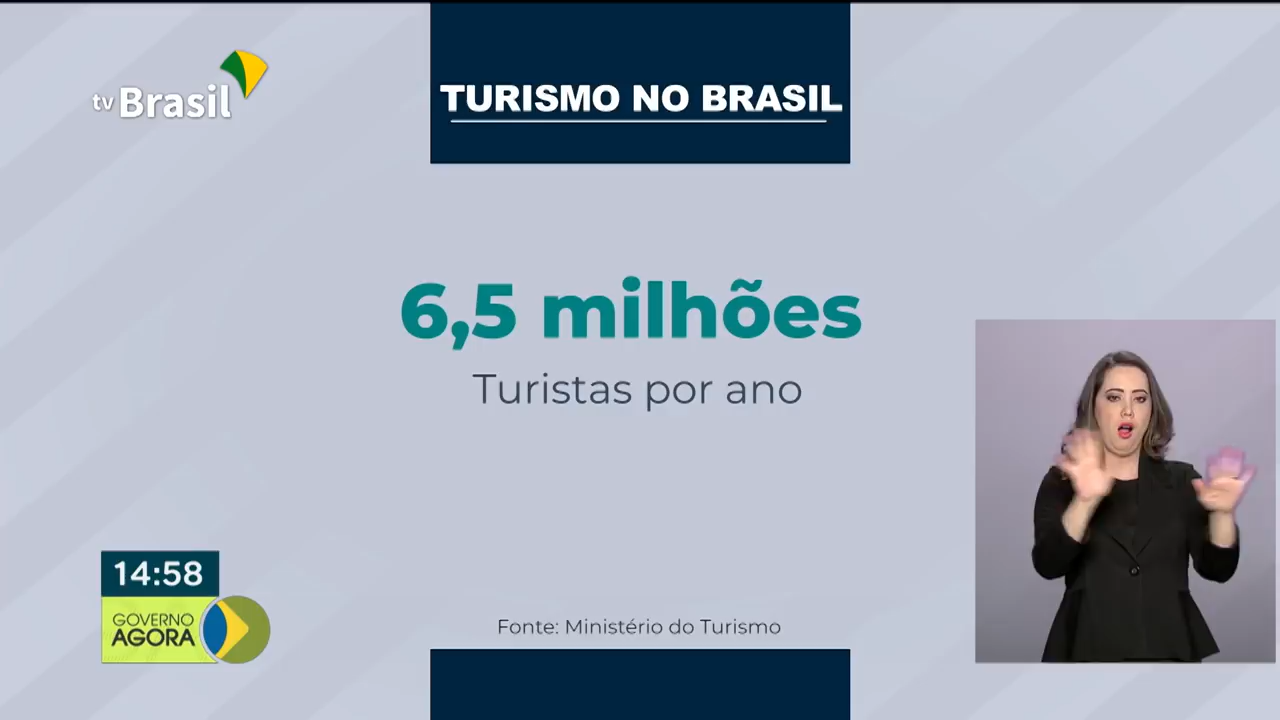 tv Brasil
TURISMO NO BRASIL
6,5 milhões
Turistas por ano
14:58
GOVERNO
AGORA
Fonte: Ministério do Turismo